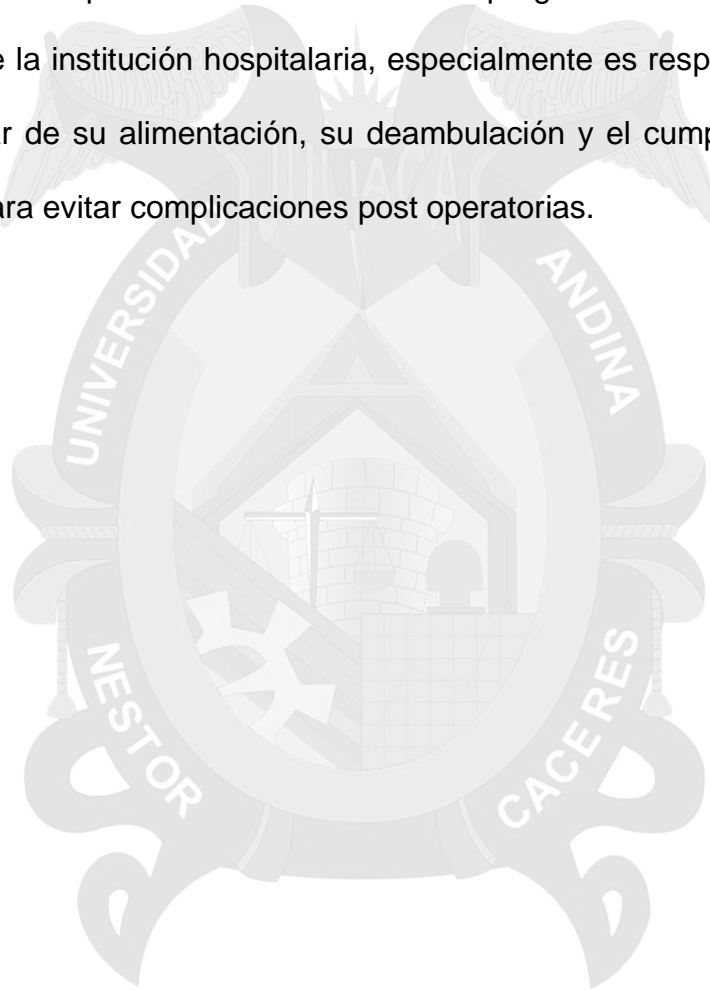 e la institución hospitalaria, especialmente es resp
ar de su alimentación, su deambulación y el cump
ara evitar complicaciones post operatorias.
UNIVERSIDAD
ANDINA
NESTOR
CACERES